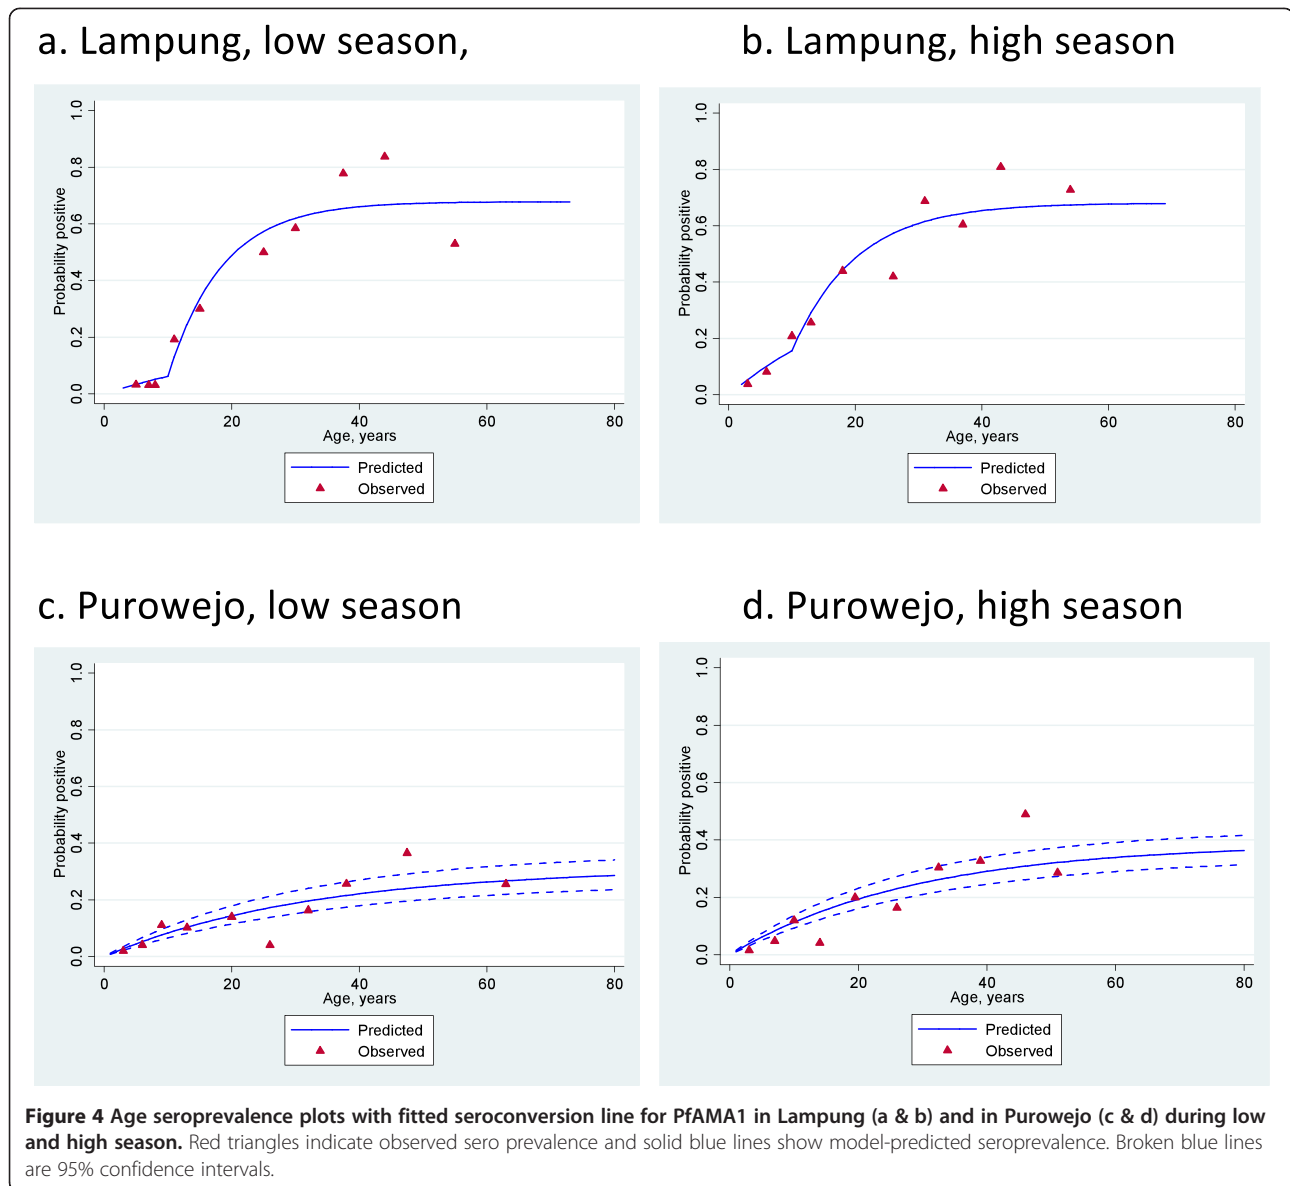 a. Lampung, low season,
b. Lampung, high season
Probability positive
0.0 0.2 0.4 0.6 0.8 1.0
0 20 40 60 80
Age, years
Predicted
Observed
Probability positive
0.0 0.2 0.4 0.6 0.8 1.0
0 20 40 60 80
Age, years
Predicted
Observed
c. Purowejo, low season
d. Purowejo, high season
Probability positive
0.0 0.2 0.4 0.6 0.8 1.0
0 20 40 60 80
Age, years
Predicted
Observed
Probability positive
0.0 0.2 0.4 0.6 0.8 1.0
0 20 40 60 80
Age, years
Predicted
Observed
Figure 4 Age seroprevalence plots with fitted seroconversion line for PfAMA1 in Lampung (a & b) and in Purowejo (c & d) during low
and high season. Red triangles indicate observed sero prevalence and solid blue lines show model-predicted seroprevalence. Broken blue lines
are 95% confidence intervals.